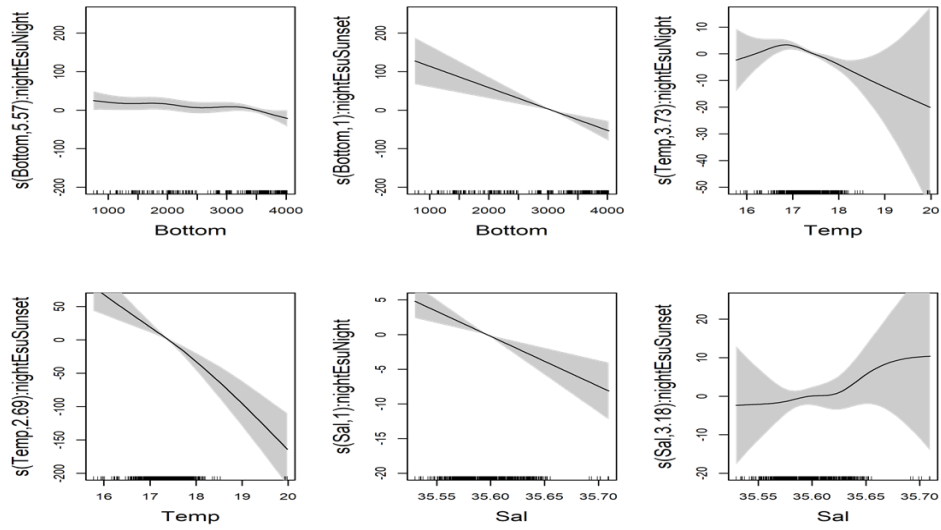 s(Bottom,5.57):nightEsuNight
200
100
0
-100
-200
1000 2000 3000 4000
Bottom
s(Bottom,1):nightEsuSunset
200
100
0
-100
-200
1000 2000 3000 4000
Bottom
s(Temp,3.73):nightEsuNight
10
0
-10
-20
-30
-40
-50
16 17 18 19 20
Temp
s(Temp,2.69):nightEsuSunset
50
0
-50
-100
-150
-200
16 17 18 19 20
Temp
s(Sal,1):nightEsuNight
5
0
-5
-10
-15
-20
35.55 35.60 35.65 35.70
Sal
s(Sal,3.18):nightEsuSunset
20
10
0
-10
-20
35.55 35.60 35.65 35.70
Sal